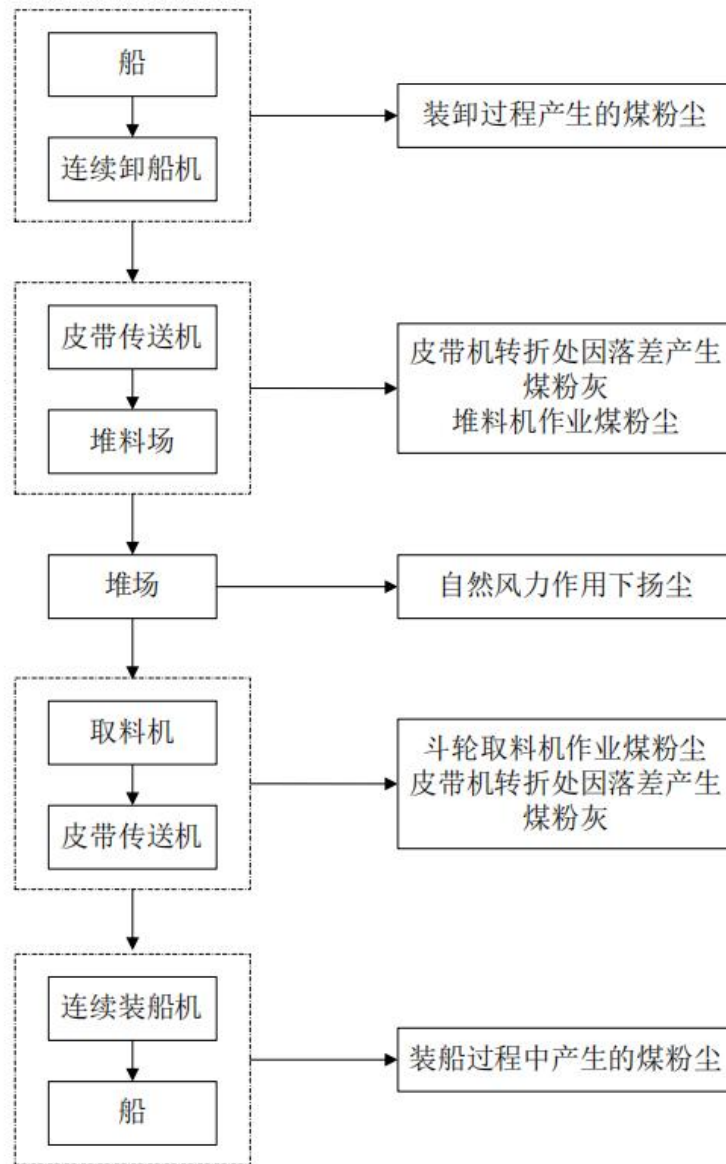 船
连续卸船机
装卸过程产生的煤粉尘
皮带传送机
堆料场
皮带机转折处因落差产生
煤粉灰
堆料机作业煤粉尘
堆场
自然风力作用下扬尘
取料机
皮带传送机
斗轮取料机作业煤粉尘
皮带机转折处因落差产生
煤粉灰
连续装船机
船
装船过程中产生的煤粉尘